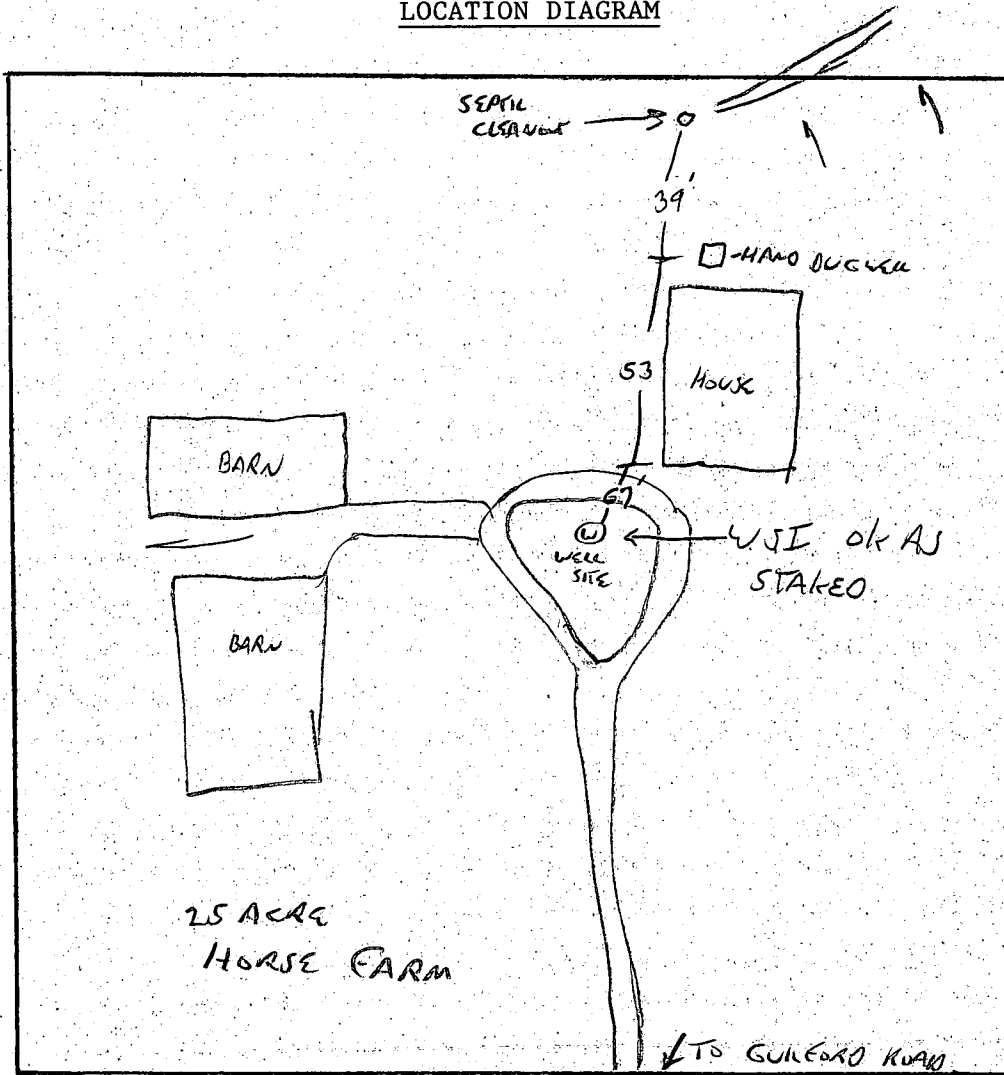 LOCATION DIAGRAM
SEPTIC
CLEANOUT
39'
HAND DUG WELL
53
HOUSE
BARN
67'
W
WELL
SITE
W.S.I. OK AS
STAKED
BARN
25 ACRE
HORSE FARM
TO GUILFORD ROAD